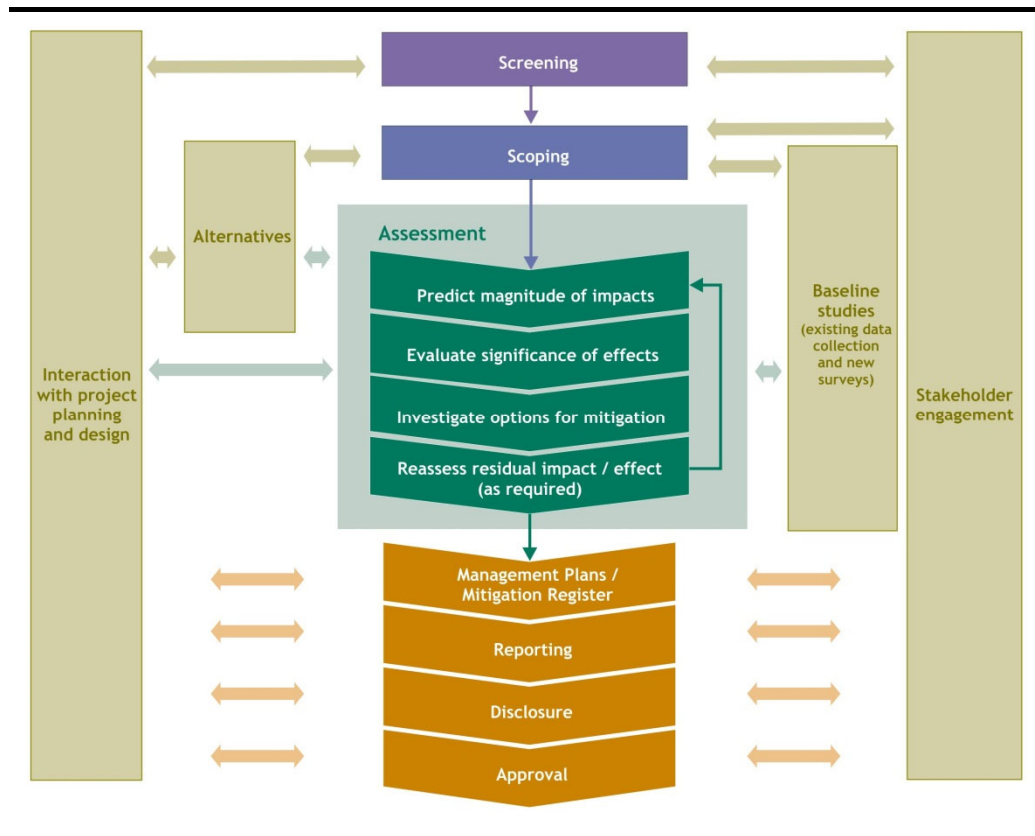 Screening
Scoping
Alternatives
Assessment
Predict magnitude of impacts
Evaluate significance of effects
Investigate options for mitigation
Reassess residual impact / effect
(as required)
Baseline
studies
(existing data
collection
and new
surveys)
Interaction
with project
planning
and design
Stakeholder
engagement
Management Plans /
Mitigation Register
Reporting
Disclosure
Approval